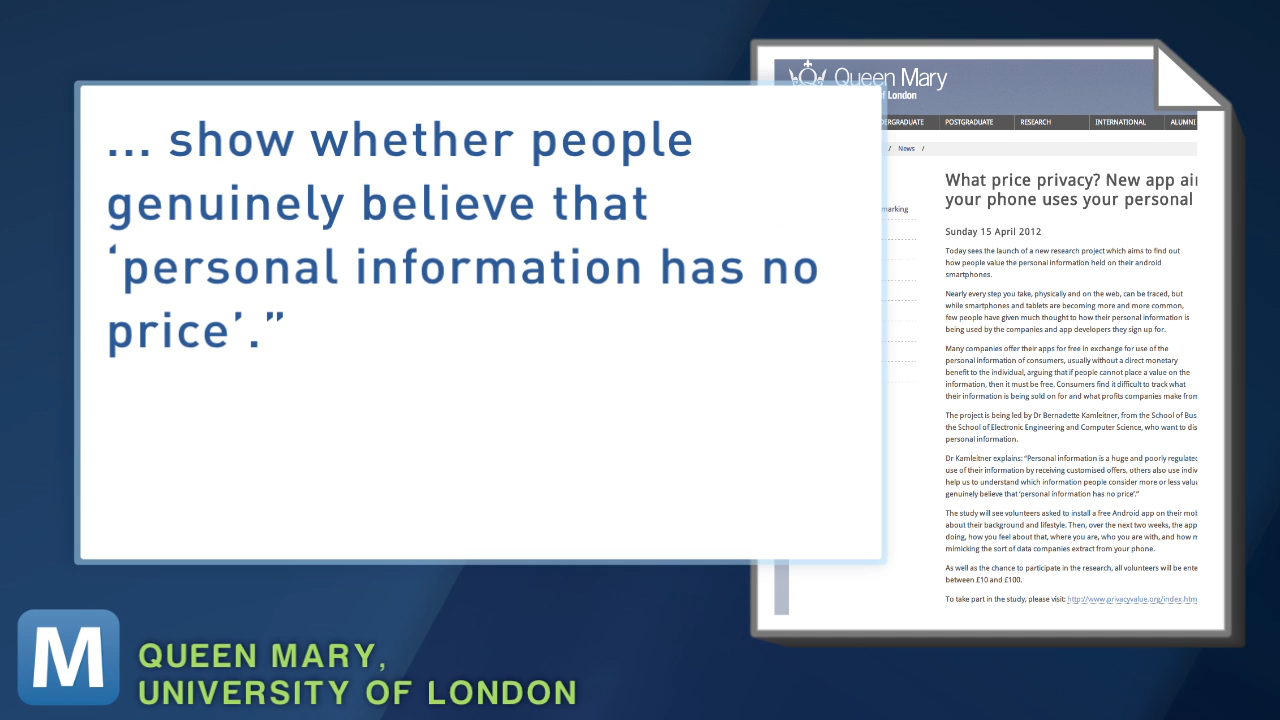 ... show whether people
genuinely believe that
‘personal information has no
price’.”
Queen Mary
of London
POSTGRADUATE
RESEARCH
INTERNATIONAL
ALUMNI
/ News /
What price privacy? New app
your phone uses your personal
Sunday 15 April 2012
Today sees the launch of a new research project which aims to find out
how people value the personal information held on their android
smartphones.
Nearly every step you take, physically and on the web, can be traced, but
while smartphones and tablets are becoming more and more common,
few people have given much thought to how their personal information is
being used by the companies and app developers they sign up for.
Many companies offer their apps for free in exchange for use of the
personal information of consumers, usually without a direct monetary
benefit to the individual, arguing that if people cannot place a value on the
information, then it must be free. Consumers find it difficult to track what
their information is being sold on for and what profits companies make from
The project is being led by Dr Bernadette Kamleitner, from the School of Bus
the School of Electronic Engineering and Computer Science, who want to dis
personal information.
Dr Kamleitner explains: “Personal information is a huge and poorly regulated
use of their information by receiving customised offers, others also use indiv
help us to understand which information people consider more or less valu
genuinely believe that ‘personal information has no price’.”
The study will see volunteers asked to install a free Android app on their mob
about their background and lifestyle. Then, over the next two weeks, the app
doing, how you feel about that, where you are, who you are with, and how m
mimicking the sort of data companies extract from your phone.
As well as the chance to participate in the research, all volunteers will be ente
between £10 and £100.
To take part in the study, please visit: http://www.privacyvalue.org/index.htm
M
QUEEN MARY,
UNIVERSITY OF LONDON